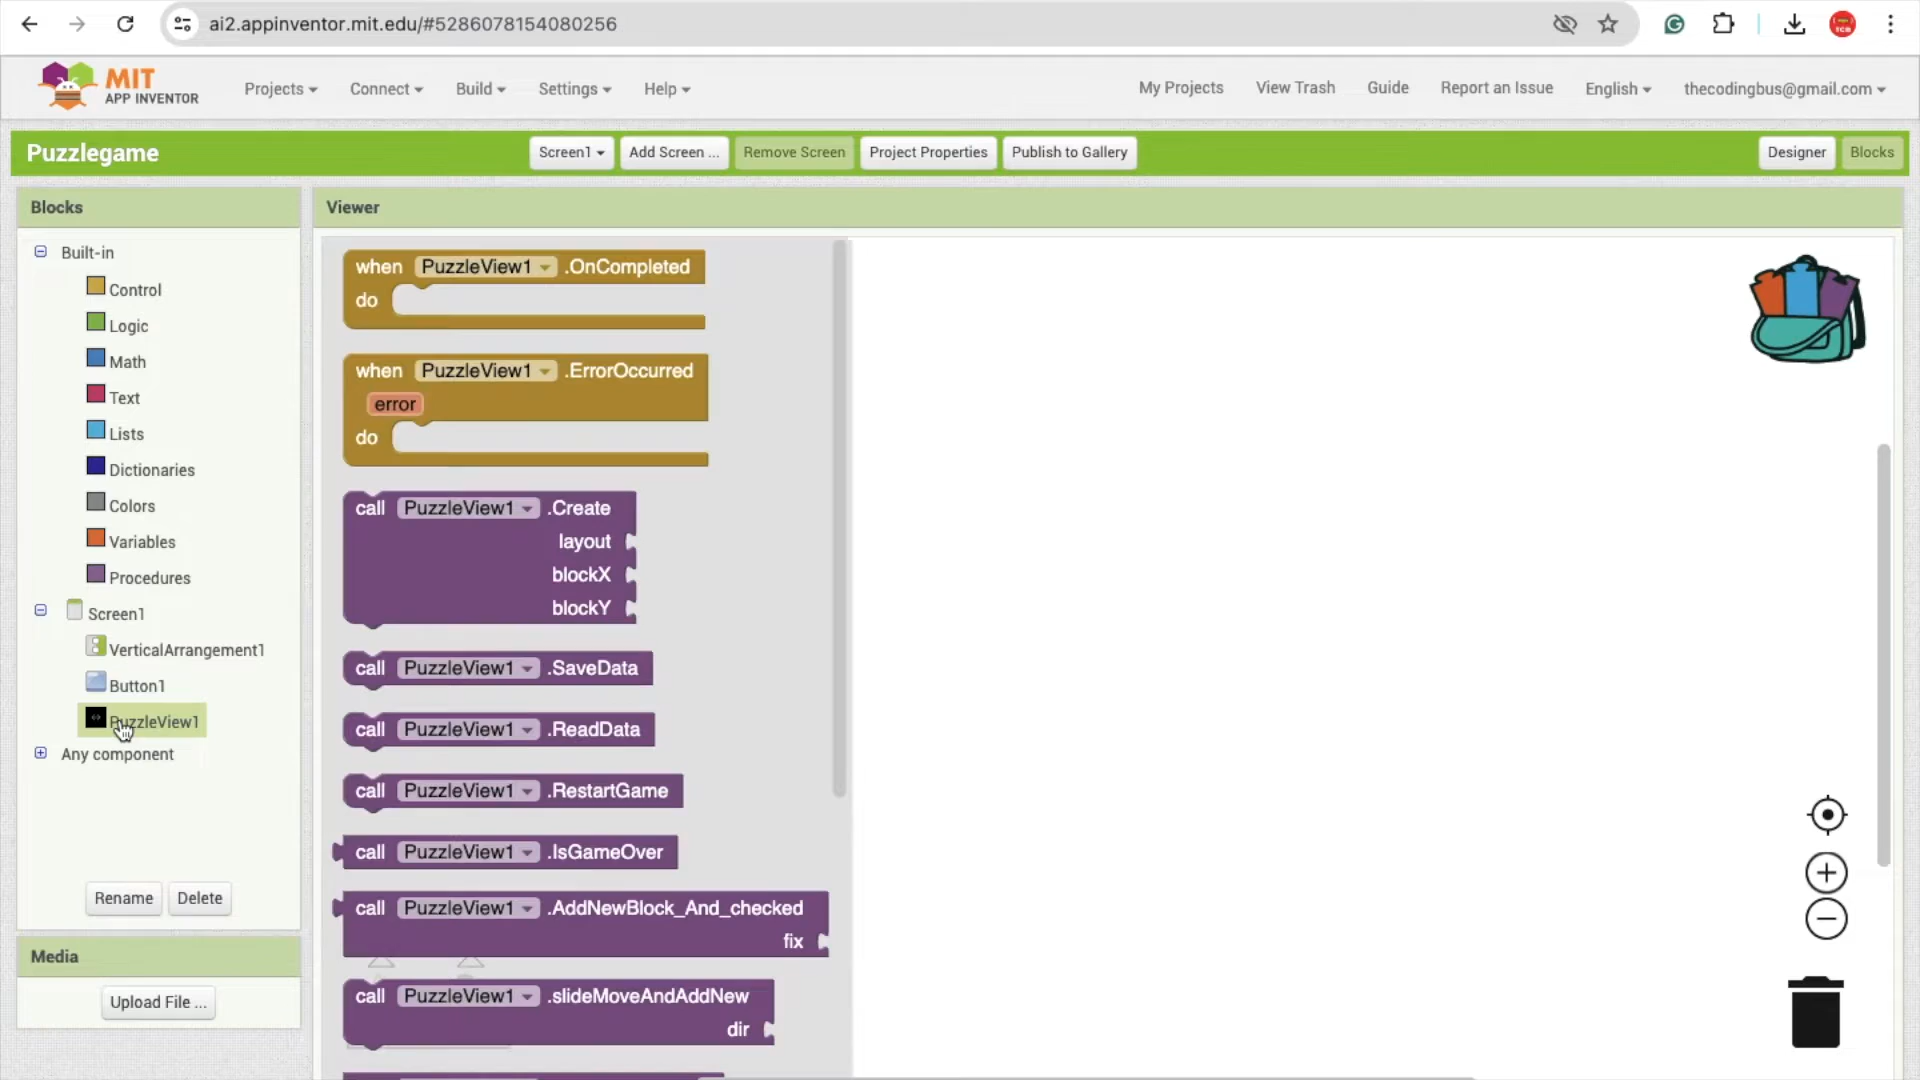 ai2.appinventor.mit.edu/#5286078154080256
MIT
APP INVENTOR
Projects
Connect
Build
Settings
Help
My Projects
View Trash
Guide
Report an Issue
English
thecodingbus@gmail.com
Puzzlegame
Screen1
Add Screen ...
Remove Screen
Project Properties
Publish to Gallery
Designer
Blocks
Blocks
Viewer
Built-in
Control
Logic
Math
Text
Lists
Dictionaries
Colors
Variables
Procedures
Screen1
VerticalArrangement1
Button1
PuzzleView1
Any component
Rename
Delete
Media
Upload File ...
when PuzzleView1 .OnCompleted
do
when PuzzleView1 .ErrorOccurred
error
do
call PuzzleView1 .Create
layout
blockX
blockY
call PuzzleView1 .SaveData
call PuzzleView1 .ReadData
call PuzzleView1 .RestartGame
call PuzzleView1 .IsGameOver
call PuzzleView1 .AddNewBlock_And_checked
fix
call PuzzleView1 .slideMoveAndAddNew
dir